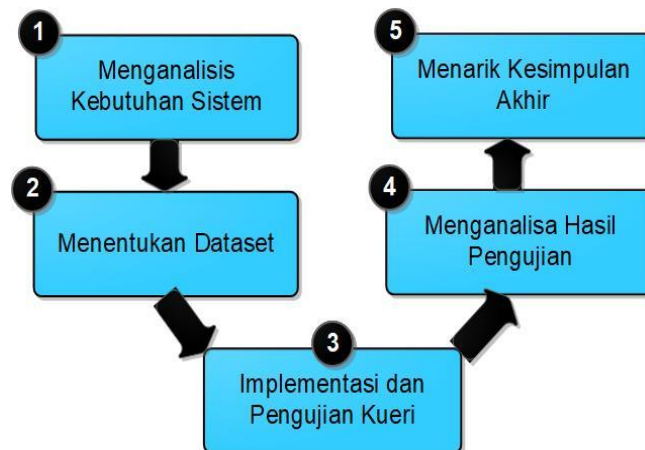 1
Menganalisis
Kebutuhan Sistem
2
Menentukan Dataset
3
Implementasi dan
Pengujian Kueri
4
Menganalisa Hasil
Pengujian
5
Menarik Kesimpulan
Akhir